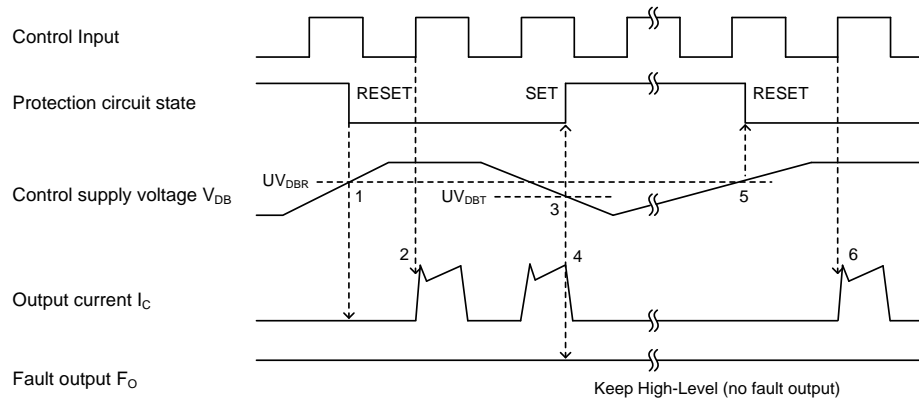 Control Input
Protection circuit state
RESET
SET
RESET
Control supply voltage VDB
UVDBR
1
UVDBT
3
5
Output current IC
2
4
6
Fault output FO
Keep High-Level (no fault output)